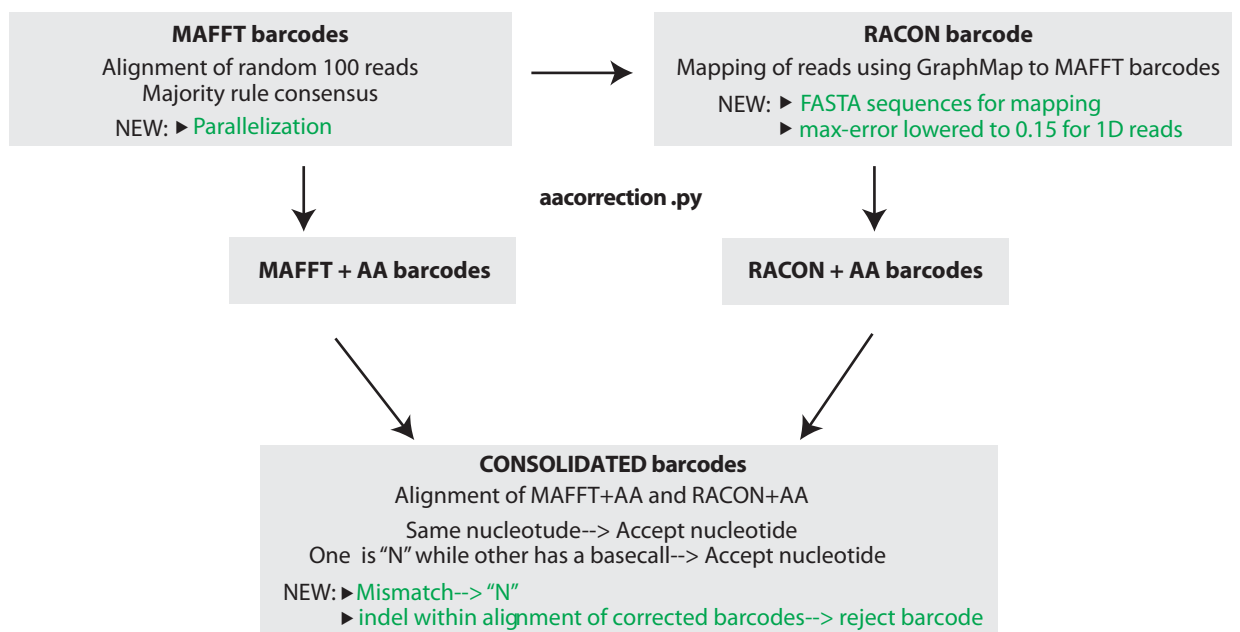 MAFFT barcodes
Alignment of random 100 reads
Majority rule consensus
NEW: ▶ Parallelization
RACON barcode
Mapping of reads using GraphMap to MAFFT barcodes
NEW: ▶ FASTA sequences for mapping
▶ max-error lowered to 0.15 for 1D reads
aacorrection .py
MAFFT + AA barcodes
RACON + AA barcodes
CONSOLIDATED barcodes
Alignment of MAFFT+AA and RACON+AA
Same nucleotude--> Accept nucleotide
One is “N” while other has a basecall--> Accept nucleotide
NEW: ▶ Mismatch--> “N”
▶ indel within alignment of corrected barcodes--> reject barcode